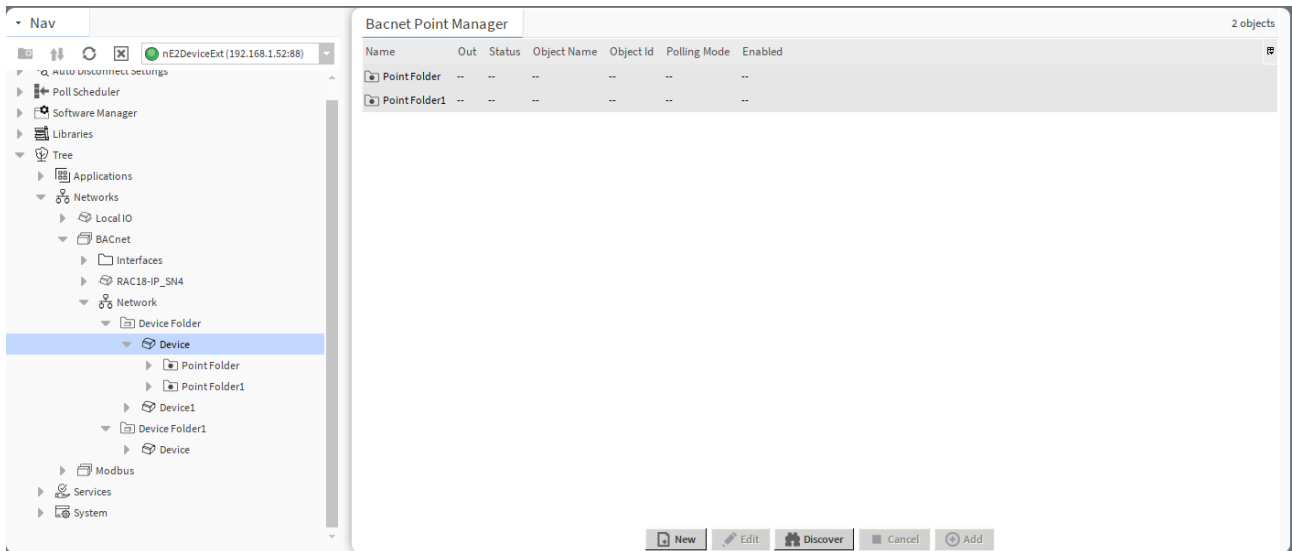 Nav
nE2DeviceExt (192.168.1.52:88)
Auto Disconnect Settings
Poll Scheduler
Software Manager
Libraries
Tree
Applications
Networks
Local IO
BACnet
Interfaces
RAC18-IP_SN4
Network
Device Folder
Device
Point Folder
Point Folder1
Device1
Device Folder1
Device
Modbus
Services
System
Bacnet Point Manager 2 objects
Name Out Status Object Name Object Id Polling Mode Enabled
Point Folder -- -- -- -- -- --
Point Folder1 -- -- -- -- -- --
New Edit Discover Cancel Add